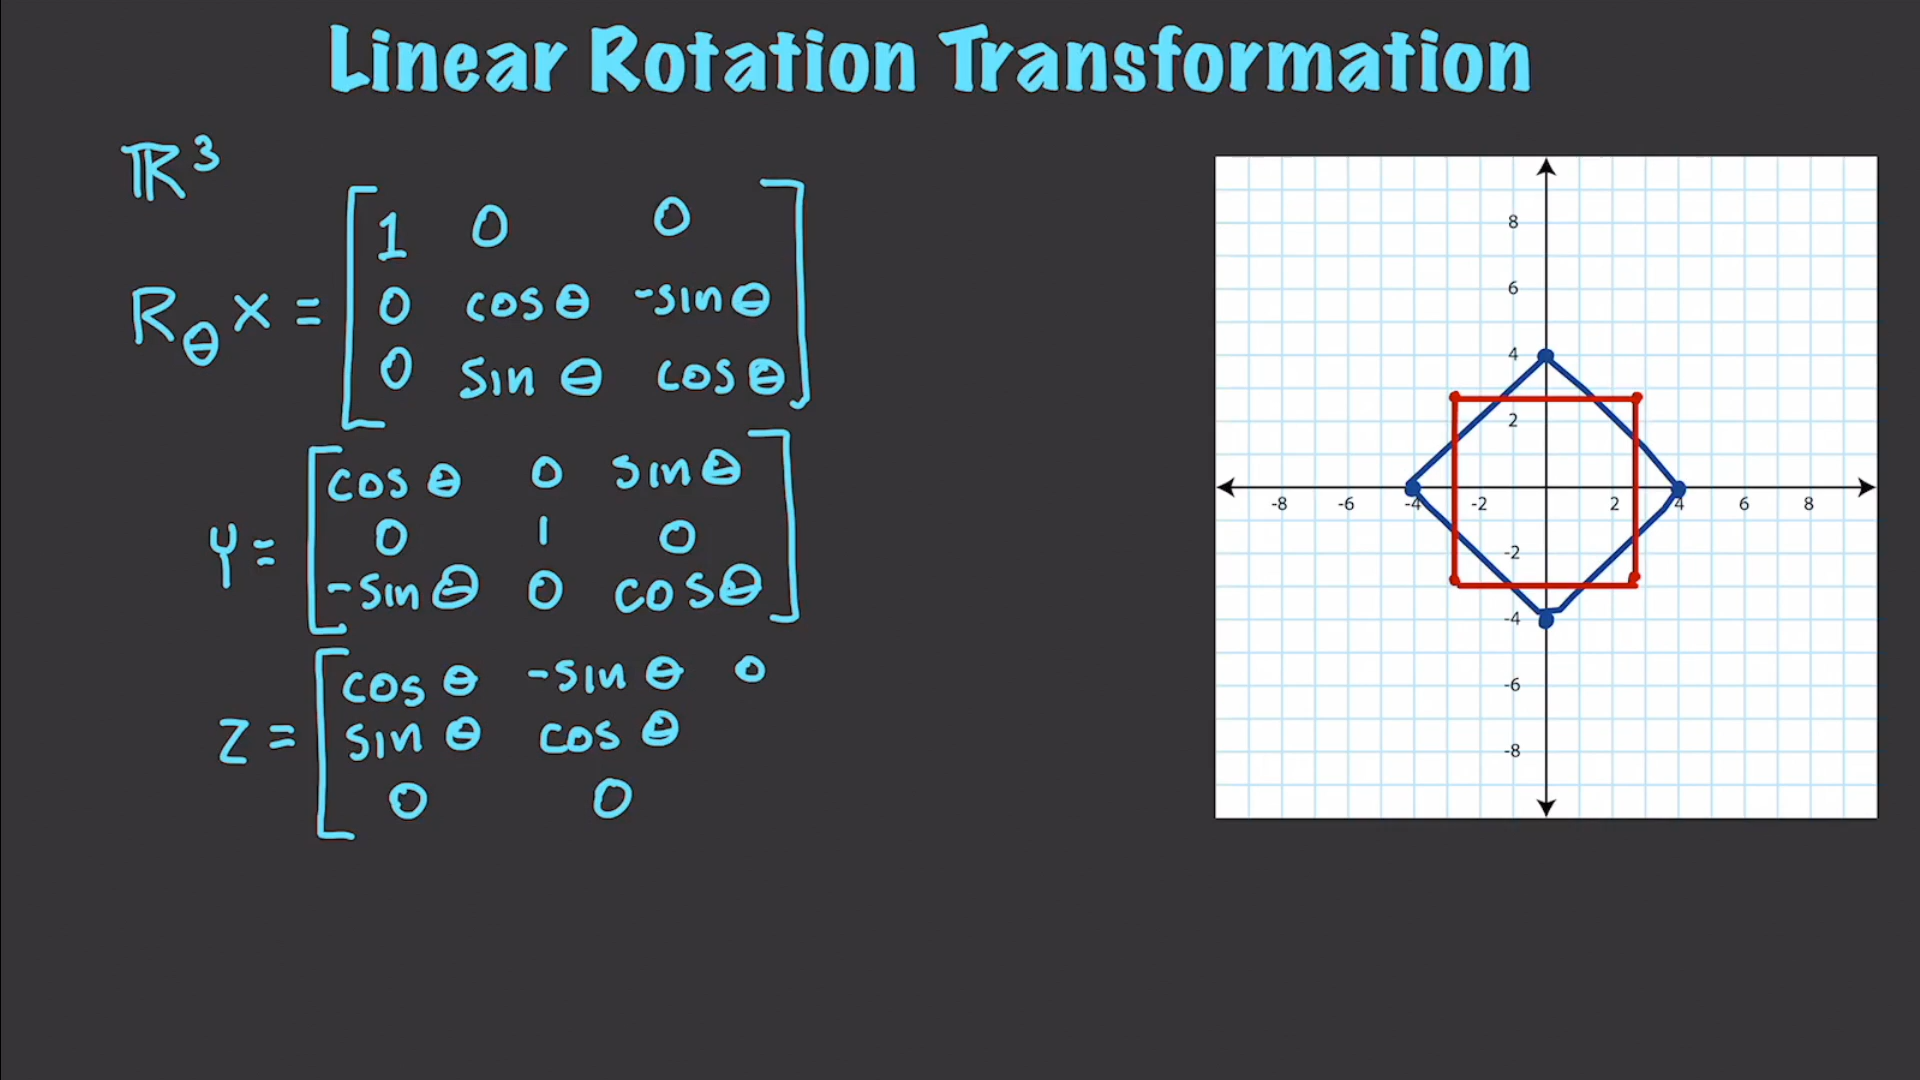 Linear Rotation Transformation
ℝ³
R_θ X = [1 0 0
0 cos θ -sin θ
0 sin θ cos θ]
Y = [cos θ 0 sin θ
0 1 0
-sin θ 0 cos θ]
Z = [cos θ -sin θ 0
sin θ cos θ
0 0
8
6
4
2
-8 -6 -4 -2 2 4 6 8
-2
-4
-6
-8